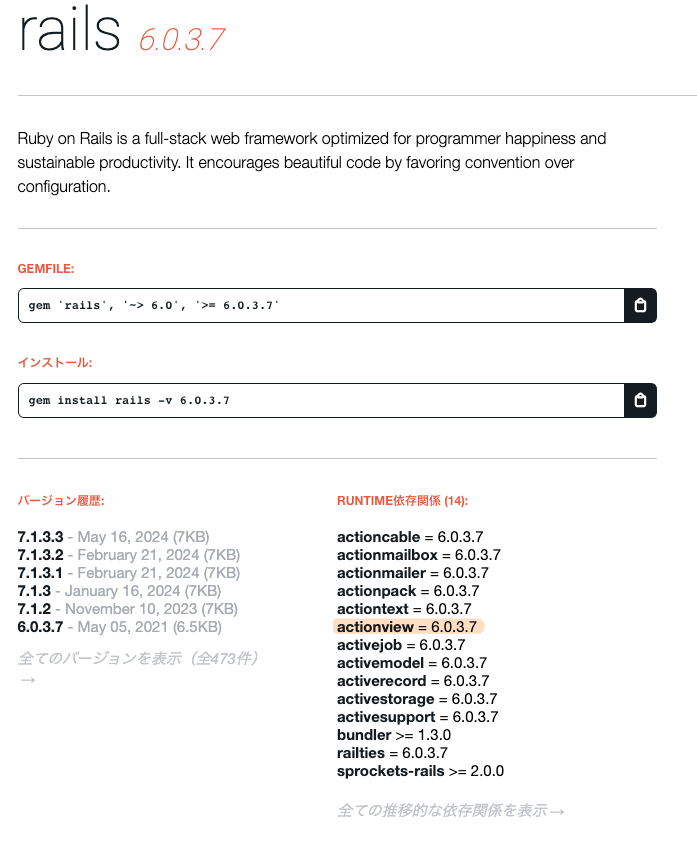 rails 6.0.3.7
Ruby on Rails is a full-stack web framework optimized for programmer happiness and
sustainable productivity. It encourages beautiful code by favoring convention over
configuration.
GEMFILE:
gem 'rails', '~> 6.0', '>= 6.0.3.7'
インストール:
gem install rails -v 6.0.3.7
バージョン履歴:
7.1.3.3 - May 16, 2024 (7KB)
7.1.3.2 - February 21, 2024 (7KB)
7.1.3.1 - February 21, 2024 (7KB)
7.1.3 - January 16, 2024 (7KB)
7.1.2 - November 10, 2023 (7KB)
6.0.3.7 - May 05, 2021 (6.5KB)
全てのバージョンを表示（全473件）
→
RUNTIME依存関係 (14):
actioncable = 6.0.3.7
actionmailbox = 6.0.3.7
actionmailer = 6.0.3.7
actionpack = 6.0.3.7
actiontext = 6.0.3.7
actionview = 6.0.3.7
activejob = 6.0.3.7
activemodel = 6.0.3.7
activerecord = 6.0.3.7
activestorage = 6.0.3.7
activesupport = 6.0.3.7
bundler >= 1.3.0
railties = 6.0.3.7
sprockets-rails >= 2.0.0
全ての推移的な依存関係を表示→